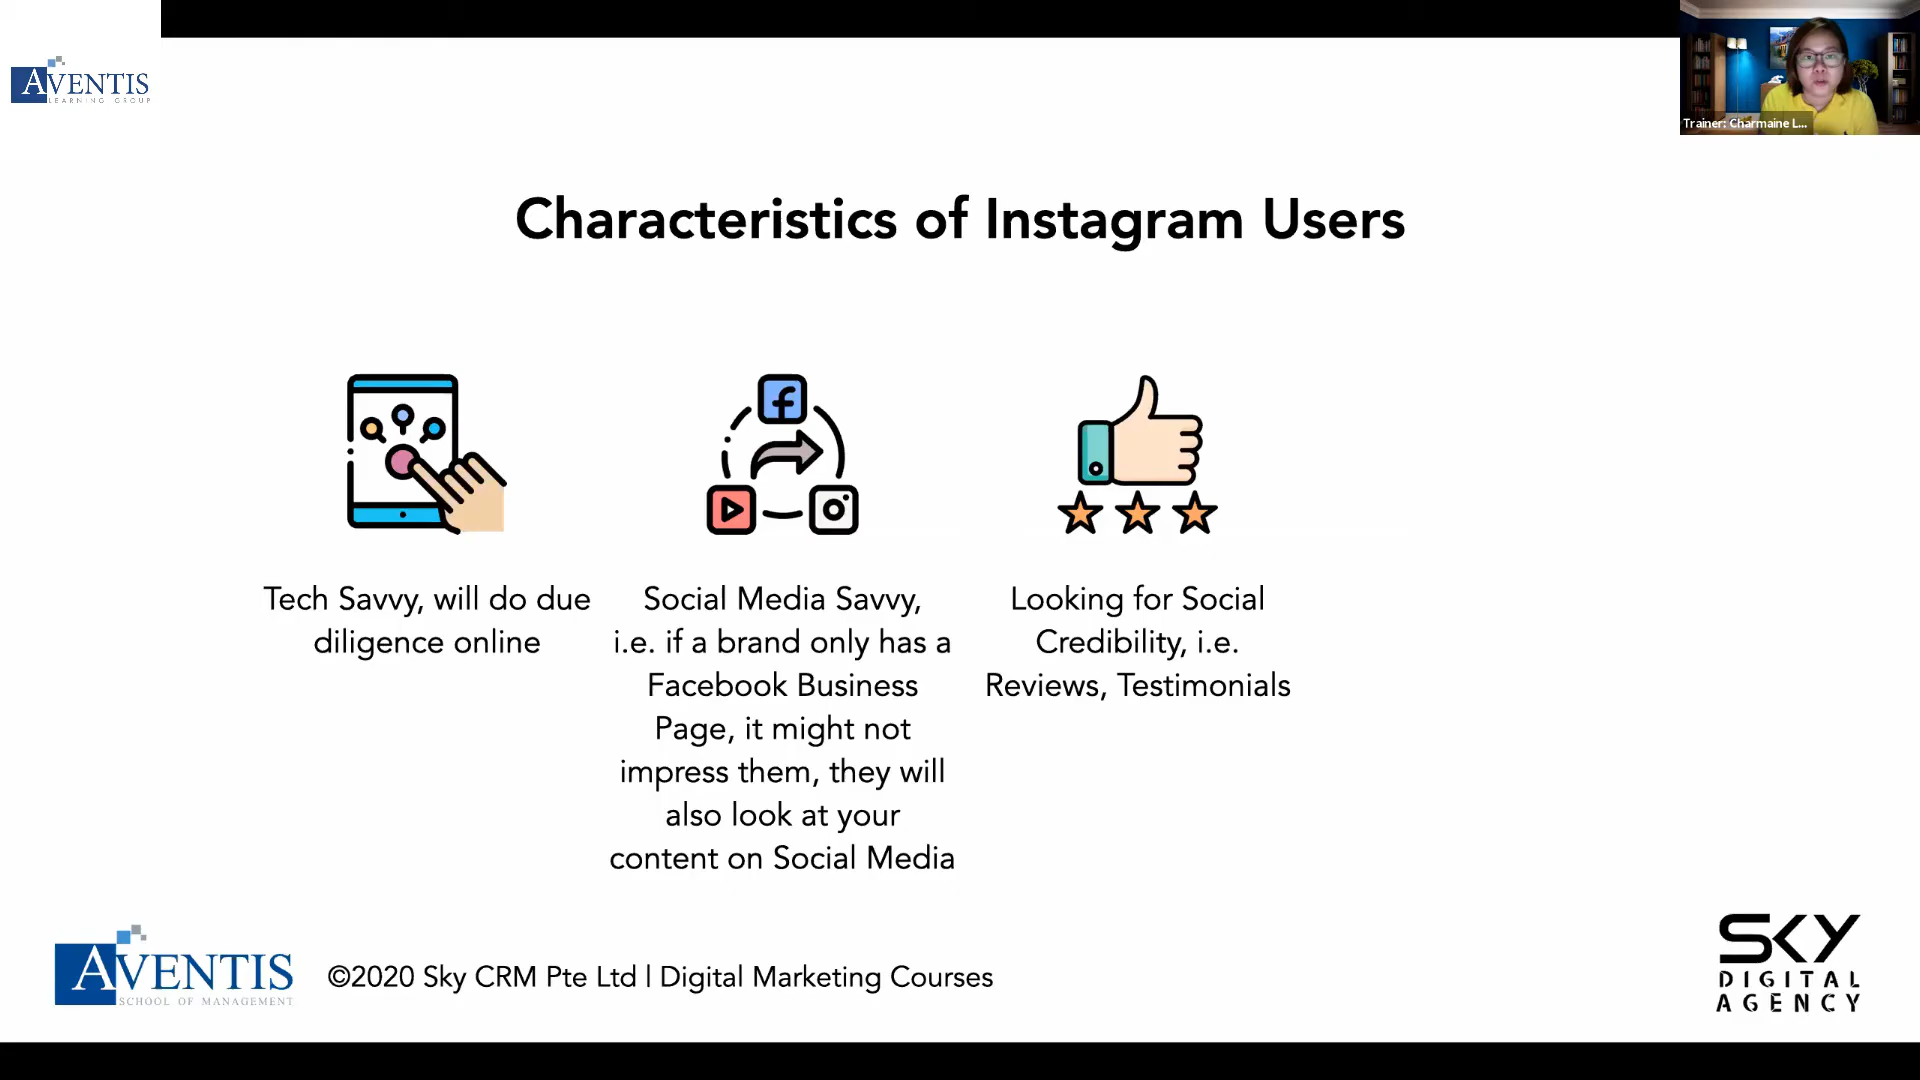 AVENTIS
LEARNING GROUP
Trainer: Charmaine L...
Characteristics of Instagram Users
Tech Savvy, will do due
diligence online
Social Media Savvy,
i.e. if a brand only has a
Facebook Business
Page, it might not
impress them, they will
also look at your
content on Social Media
Looking for Social
Credibility, i.e.
Reviews, Testimonials
AVENTIS
SCHOOL OF MANAGEMENT
©2020 Sky CRM Pte Ltd | Digital Marketing Courses
SKY
DIGITAL
AGENCY